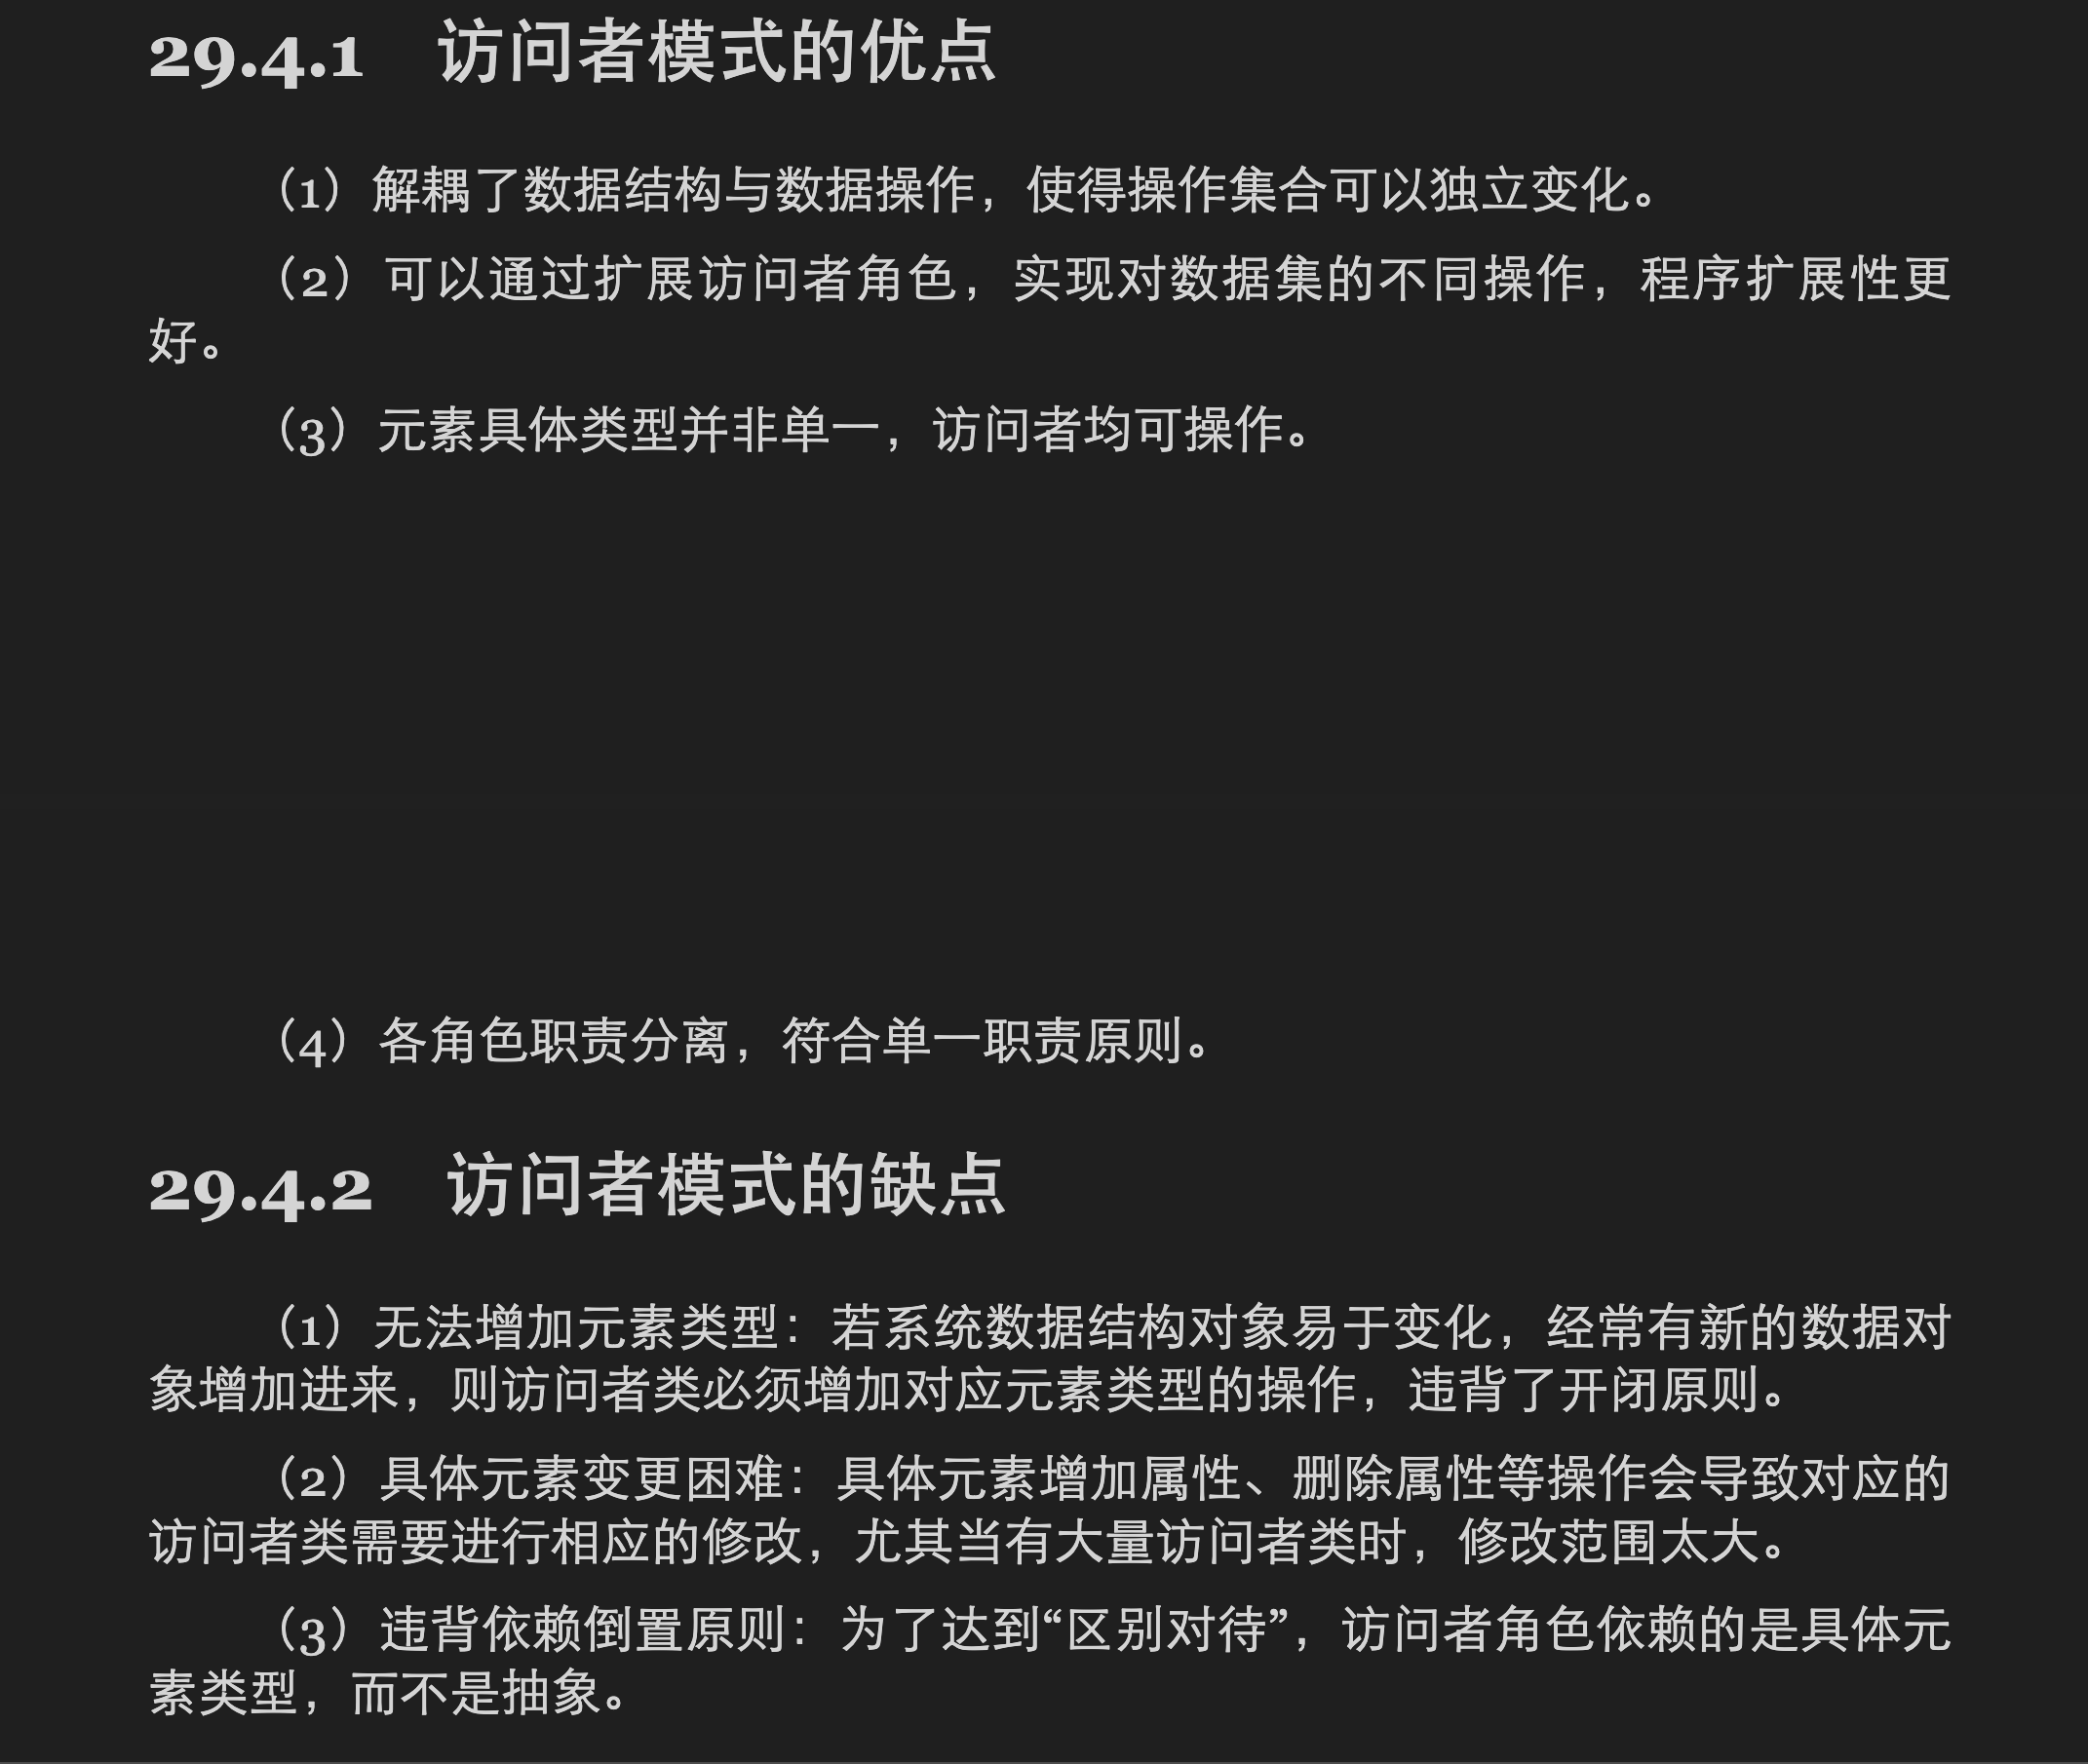 29.4.1 访问者模式的优点
（1）解耦了数据结构与数据操作，使得操作集合可以独立变化。
（2）可以通过扩展访问者角色，实现对数据集的不同操作，程序扩展性更
好。
（3）元素具体类型并非单一，访问者均可操作。
（4）各角色职责分离，符合单一职责原则。
29.4.2 访问者模式的缺点
（1）无法增加元素类型：若系统数据结构对象易于变化，经常有新的数据对
象增加进来，则访问者类必须增加对应元素类型的操作，违背了开闭原则。
（2）具体元素变更困难：具体元素增加属性、删除属性等操作会导致对应的
访问者类需要进行相应的修改，尤其当有大量访问者类时，修改范围太大。
（3）违背依赖倒置原则：为了达到“区别对待”，访问者角色依赖的是具体元
素类型，而不是抽象。